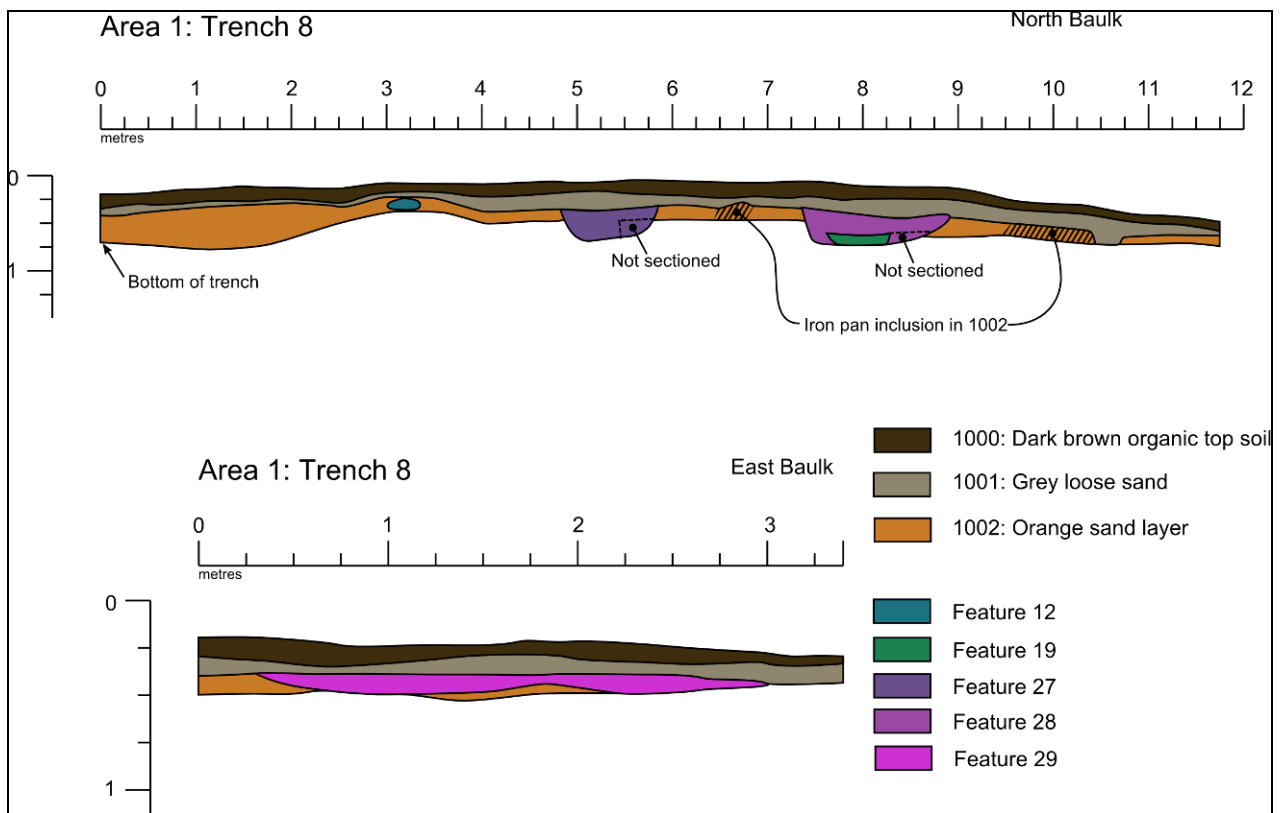 Area 1: Trench 8
North Baulk
0 1 2 3 4 5 6 7 8 9 10 11 12
metres
0
Not sectioned
Not sectioned
1
Bottom of trench
Iron pan inclusion in 1002
1000: Dark brown organic top soil
Area 1: Trench 8
East Baulk
1001: Grey loose sand
0 1 2 3
1002: Orange sand layer
metres
0
Feature 12
Feature 19
Feature 27
Feature 28
Feature 29
1